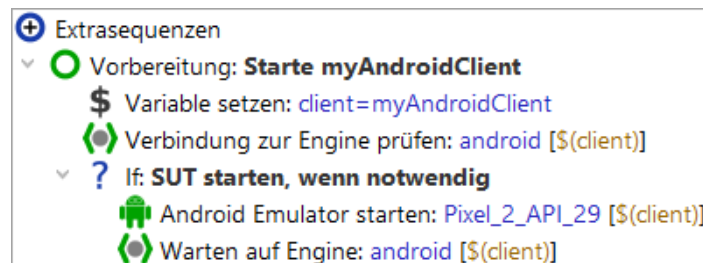 Extrasequenzen
Vorbereitung: Starte myAndroidClient
$ Variable setzen: client=myAndroidClient
Verbindung zur Engine prüfen: android [$(client)]
? If: SUT starten, wenn notwendig
Android Emulator starten: Pixel_2_API_29 [$(client)]
Warten auf Engine: android [$(client)]